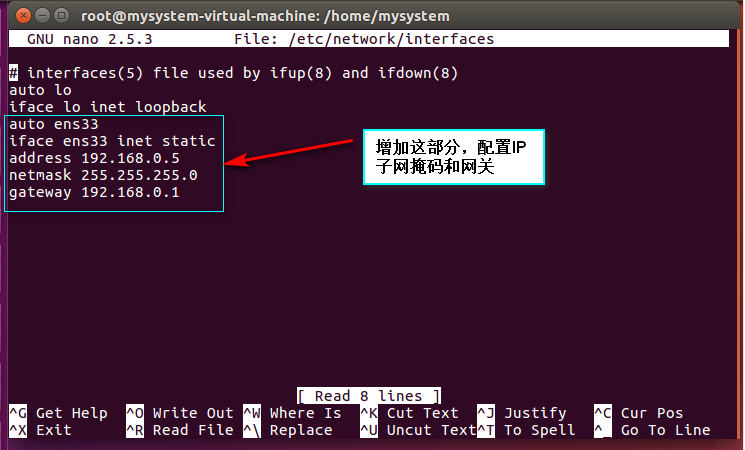 root@mysystem-virtual-machine: /home/mysystem
GNU nano 2.5.3 File: /etc/network/interfaces
# interfaces(5) file used by ifup(8) and ifdown(8)
auto lo
iface lo inet loopback
auto ens33
iface ens33 inet static
address 192.168.0.5
netmask 255.255.255.0
gateway 192.168.0.1
增加这部分，配置IP
子网掩码和网关
[ Read 8 lines ]
^G Get Help ^O Write Out ^W Where Is ^K Cut Text ^J Justify ^C Cur Pos
^X Exit ^R Read File ^\ Replace ^U Uncut Text ^T To Spell ^_ Go To Line